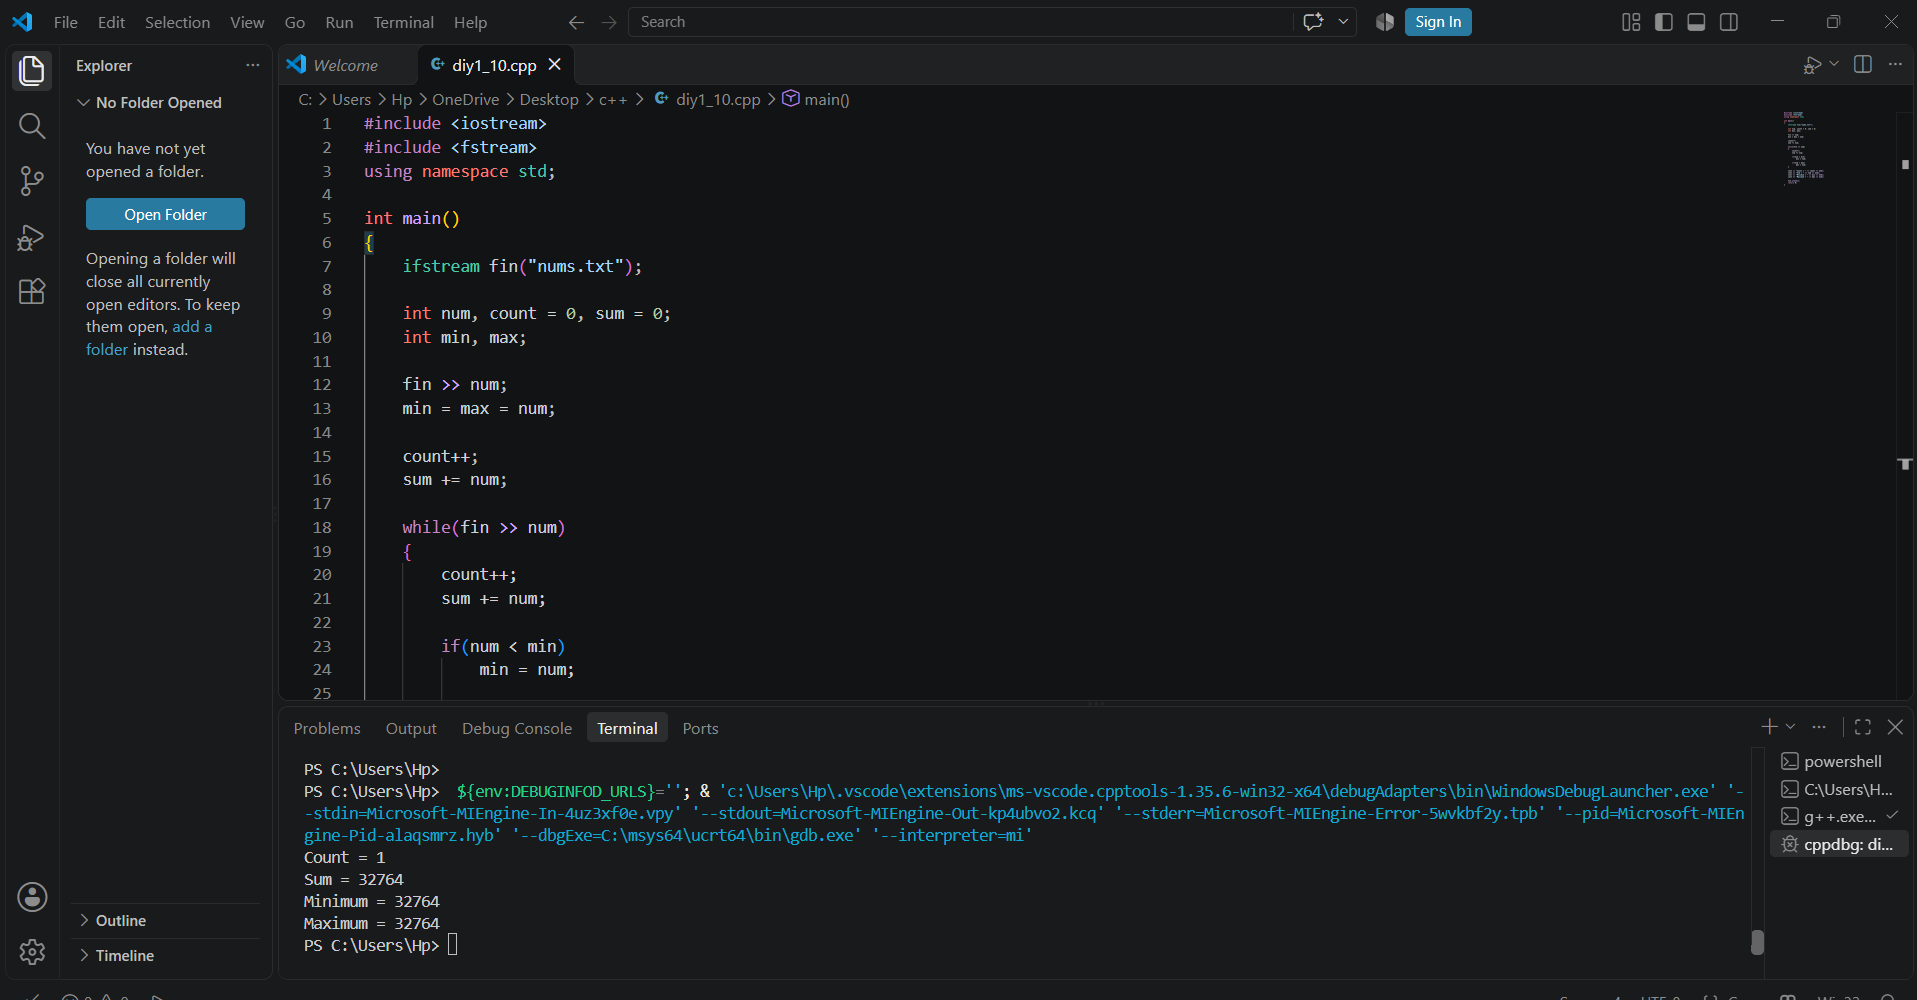 File Edit Selection View Go Run Terminal Help
Search
Sign In
Explorer
No Folder Opened
You have not yet
opened a folder.
Open Folder
Opening a folder will
close all currently
open editors. To keep
them open, add a
folder instead.
Outline
Timeline
Welcome
diy1_10.cpp
C: > Users > Hp > OneDrive > Desktop > c++ > diy1_10.cpp > main()
1 #include <iostream>
2 #include <fstream>
3 using namespace std;
4
5 int main()
6 {
7 ifstream fin("nums.txt");
8
9 int num, count = 0, sum = 0;
10 int min, max;
11
12 fin >> num;
13 min = max = num;
14
15 count++;
16 sum += num;
17
18 while(fin >> num)
19 {
20 count++;
21 sum += num;
22
23 if(num < min)
24 min = num;
25
Problems Output Debug Console Terminal Ports
PS C:\Users\Hp>
PS C:\Users\Hp>  ${env:DEBUGINFOD_URLS}=''; & 'c:\Users\Hp\.vscode\extensions\ms-vscode.cpptools-1.35.6-win32-x64\debugAdapters\bin\WindowsDebugLauncher.exe' '-
-stdin=Microsoft-MIEngine-In-4uz3xf0e.vpy' '--stdout=Microsoft-MIEngine-Out-kp4ubvo2.kcq' '--stderr=Microsoft-MIEngine-Error-5wvkbf2y.tpb' '--pid=Microsoft-MIEn
gine-Pid-alaqsmrz.hyb' '--dbgExe=C:\msys64\ucrt64\bin\gdb.exe' '--interpreter=mi'
Count = 1
Sum = 32764
Minimum = 32764
Maximum = 32764
PS C:\Users\Hp>
powershell
C:\Users\H...
g++.exe...
cppdbg: di...